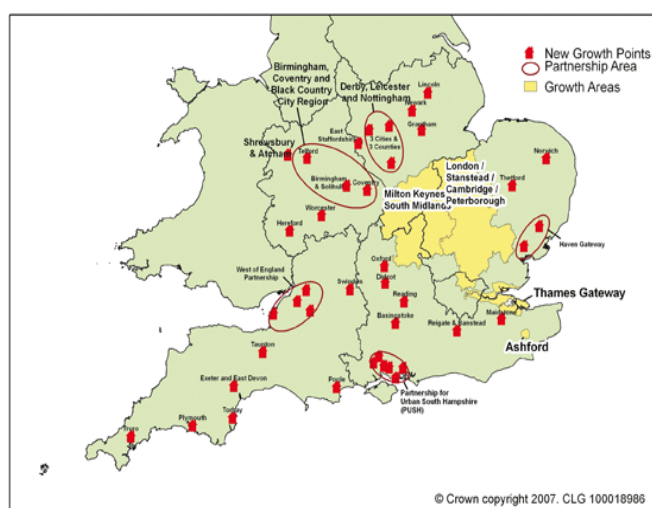 New Growth Points
Partnership Area
Growth Areas
Birmingham,
Coventry and
Black Country
City Region
Derby, Leicester
and Nottingham
Lincoln
Newark
Grantham
East
Staffordshire
3 Cities &
3 Counties
Shrewsbury
& Atcham
Telford
Birmingham
& Solihull
Coventry
Norwich
Thetford
London /
Stanstead /
Cambridge /
Peterborough
Milton Keynes
South Midlands
Worcester
Hereford
Haven Gateway
West of England
Partnership
Swindon
Oxford
Didcot
Reading
Basingstoke
Thames Gateway
Maidstone
Reigate & Banstead
Ashford
Taunton
Exeter and East Devon
Poole
Partnership for
Urban South Hampshire
(PUSH)
Plymouth
Torbay
Truro
© Crown copyright 2007. CLG 100018986